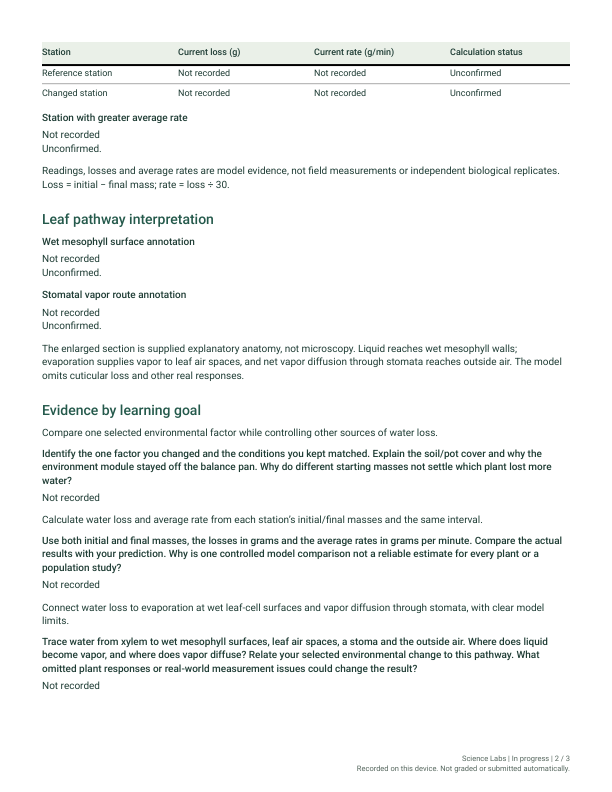 Station Current loss (g) Current rate (g/min) Calculation status
Reference station Not recorded Not recorded Unconfirmed
Changed station Not recorded Not recorded Unconfirmed
Station with greater average rate
Not recorded
Unconfirmed.
Readings, losses and average rates are model evidence, not field measurements or independent biological replicates.
Loss = initial − final mass; rate = loss ÷ 30.
Leaf pathway interpretation
Wet mesophyll surface annotation
Not recorded
Unconfirmed.
Stomatal vapor route annotation
Not recorded
Unconfirmed.
The enlarged section is supplied explanatory anatomy, not microscopy. Liquid reaches wet mesophyll walls;
evaporation supplies vapor to leaf air spaces, and net vapor diffusion through stomata reaches outside air. The model
omits cuticular loss and other real responses.
Evidence by learning goal
Compare one selected environmental factor while controlling other sources of water loss.
Identify the one factor you changed and the conditions you kept matched. Explain the soil/pot cover and why the
environment module stayed off the balance pan. Why do different starting masses not settle which plant lost more
water?
Not recorded
Calculate water loss and average rate from each station's initial/final masses and the same interval.
Use both initial and final masses, the losses in grams and the average rates in grams per minute. Compare the actual
results with your prediction. Why is one controlled model comparison not a reliable estimate for every plant or a
population study?
Not recorded
Connect water loss to evaporation at wet leaf-cell surfaces and vapor diffusion through stomata, with clear model
limits.
Trace water from xylem to wet mesophyll surfaces, leaf air spaces, a stoma and the outside air. Where does liquid
become vapor, and where does vapor diffuse? Relate your selected environmental change to this pathway. What
omitted plant responses or real-world measurement issues could change the result?
Not recorded
Science Labs | In progress | 2 / 3
Recorded on this device. Not graded or submitted automatically.